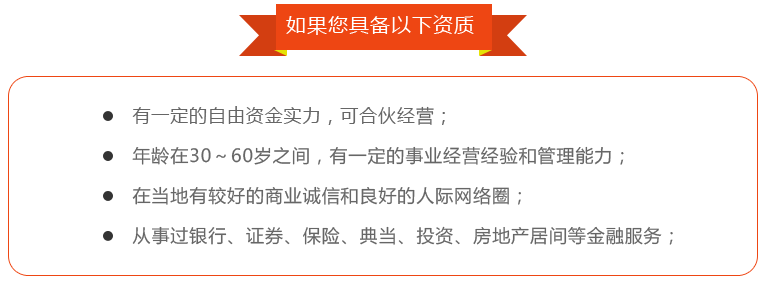 如果您具备以下资质
有一定的自由资金实力，可合伙经营；
年龄在30～60岁之间，有一定的事业经营经验和管理能力；
在当地有较好的商业诚信和良好的人际网络圈；
从事过银行、证券、保险、典当、投资、房地产居间等金融服务；